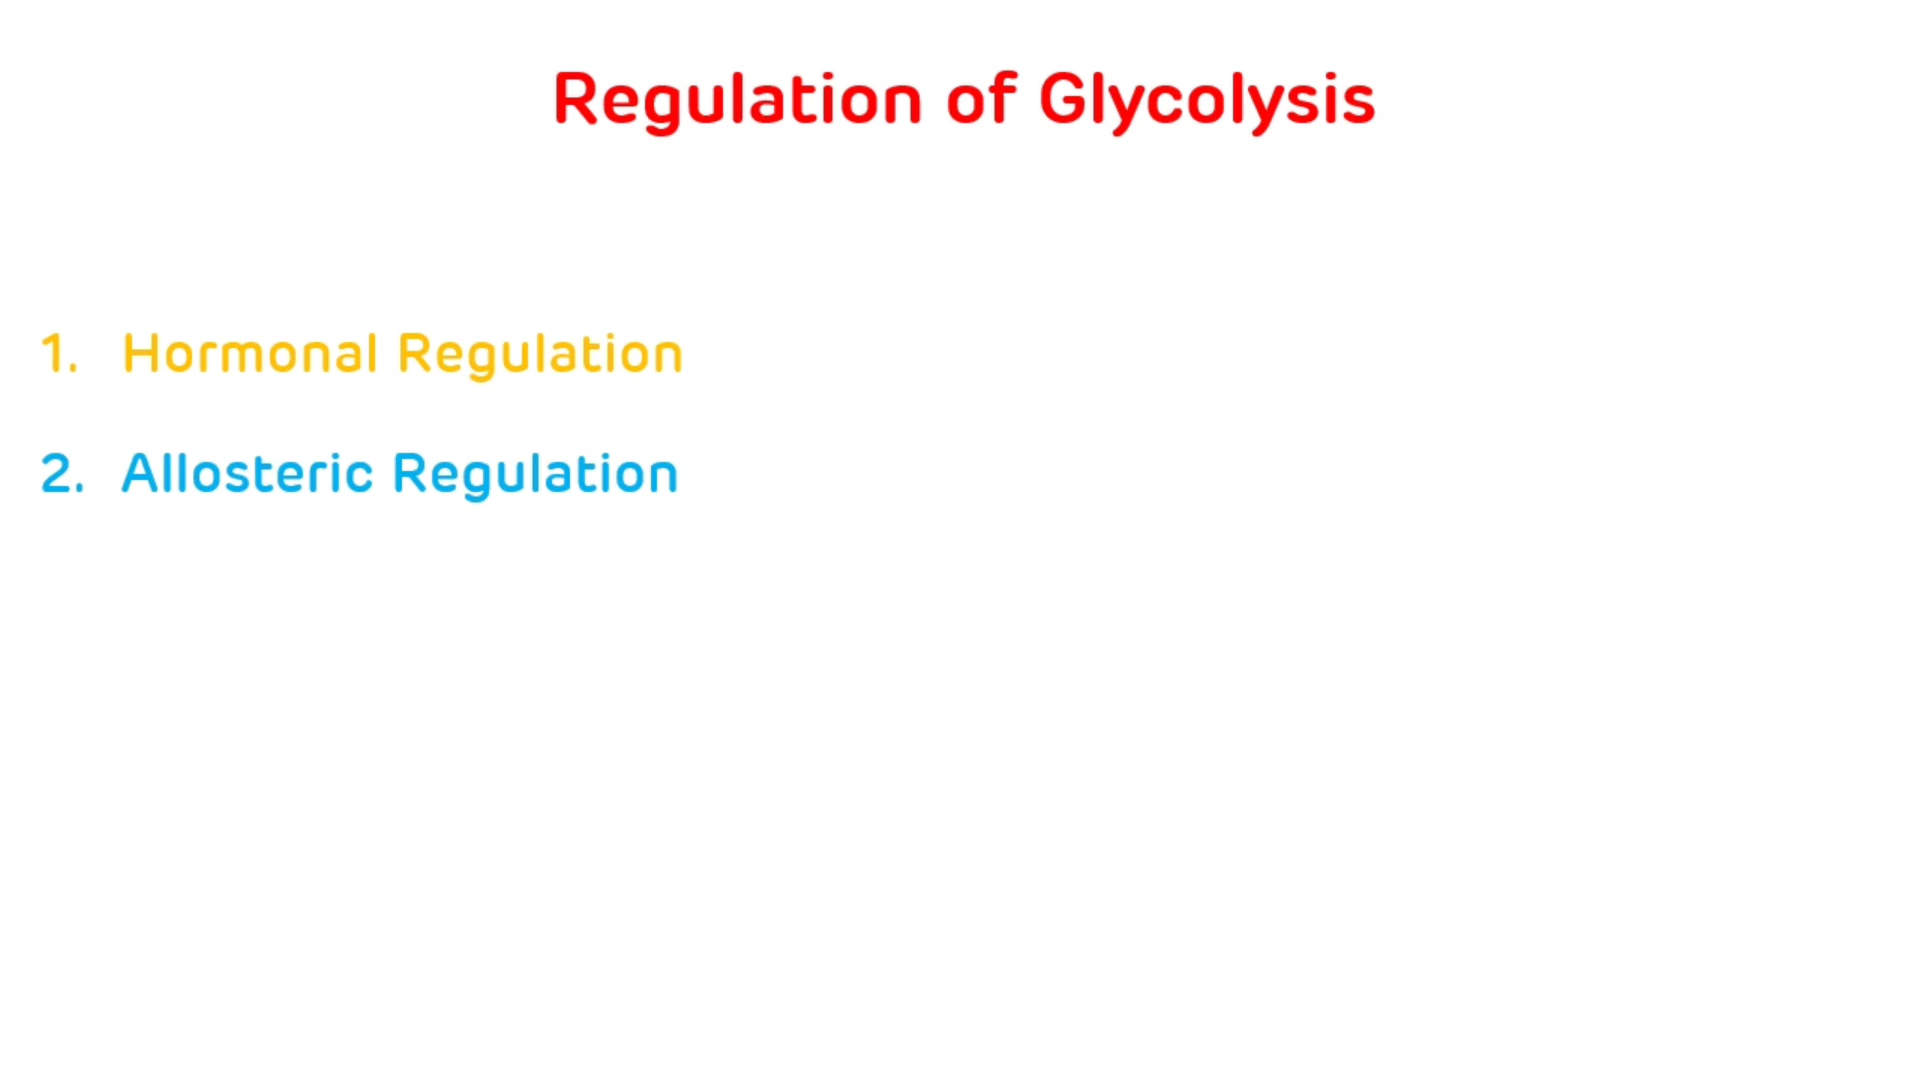 Regulation of Glycolysis
1. Hormonal Regulation
2. Allosteric Regulation